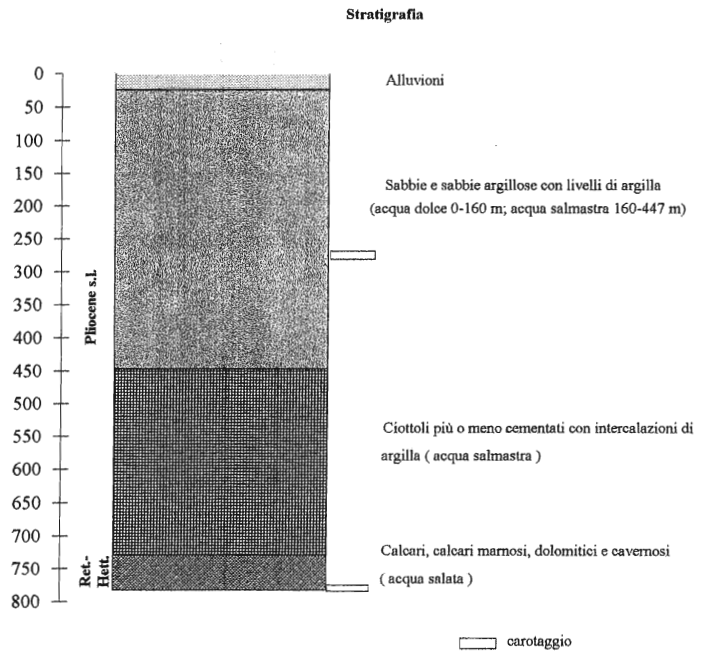 Stratigrafia
0
50
100
150
200
250
300
350
400
450
500
550
600
650
700
750
800
Pliocene s.l.
Ret.-
Hett.
Alluvioni
Sabbie e sabbie argillose con livelli di argilla
(acqua dolce 0-160 m; acqua salmastra 160-447 m)
Ciottoli più o meno cementati con intercalazioni di
argilla ( acqua salmastra )
Calcari, calcari marnosi, dolomitici e cavernosi
( acqua salata )
carotaggio